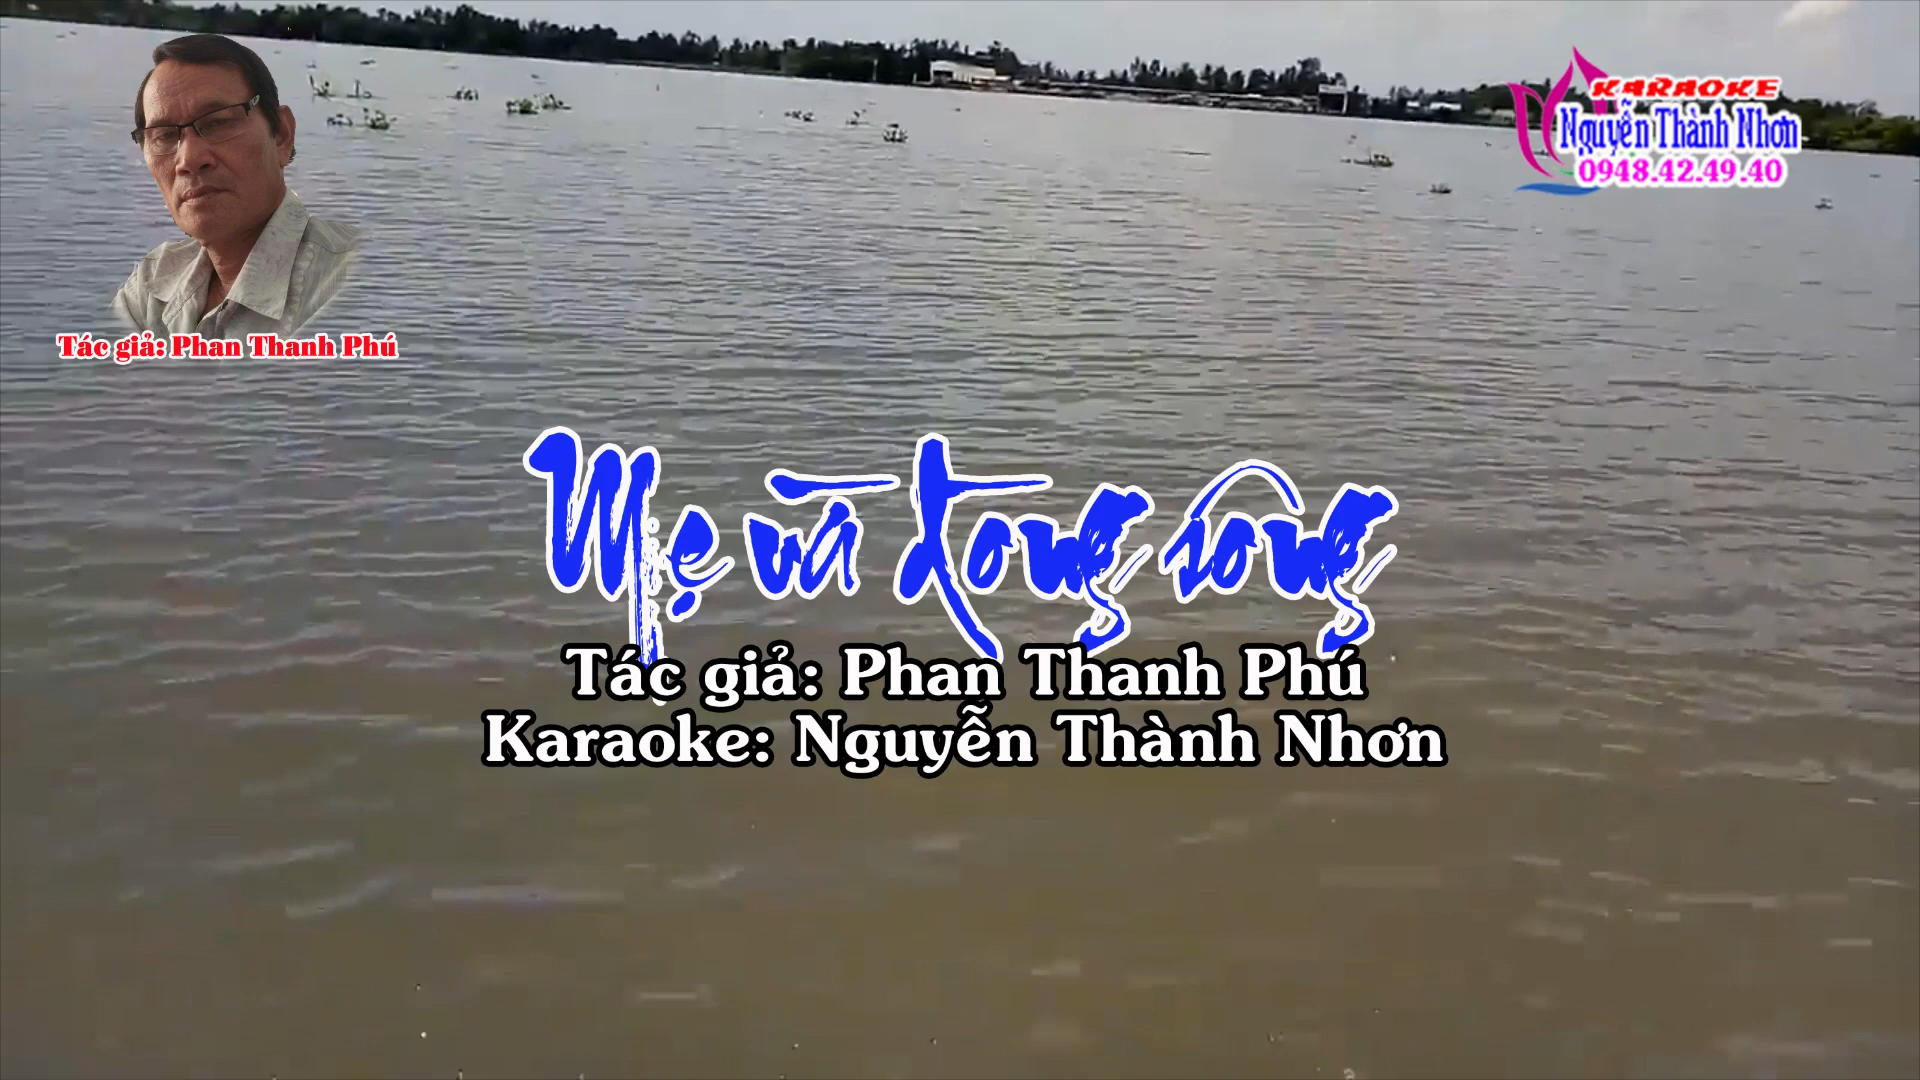 KARAOKE
Nguyễn Thành Nhơn
0948.42.49.40
Tác giả: Phan Thanh Phú
Mẹ và dòng sông
Tác giả: Phan Thanh Phú
Karaoke: Nguyễn Thành Nhơn